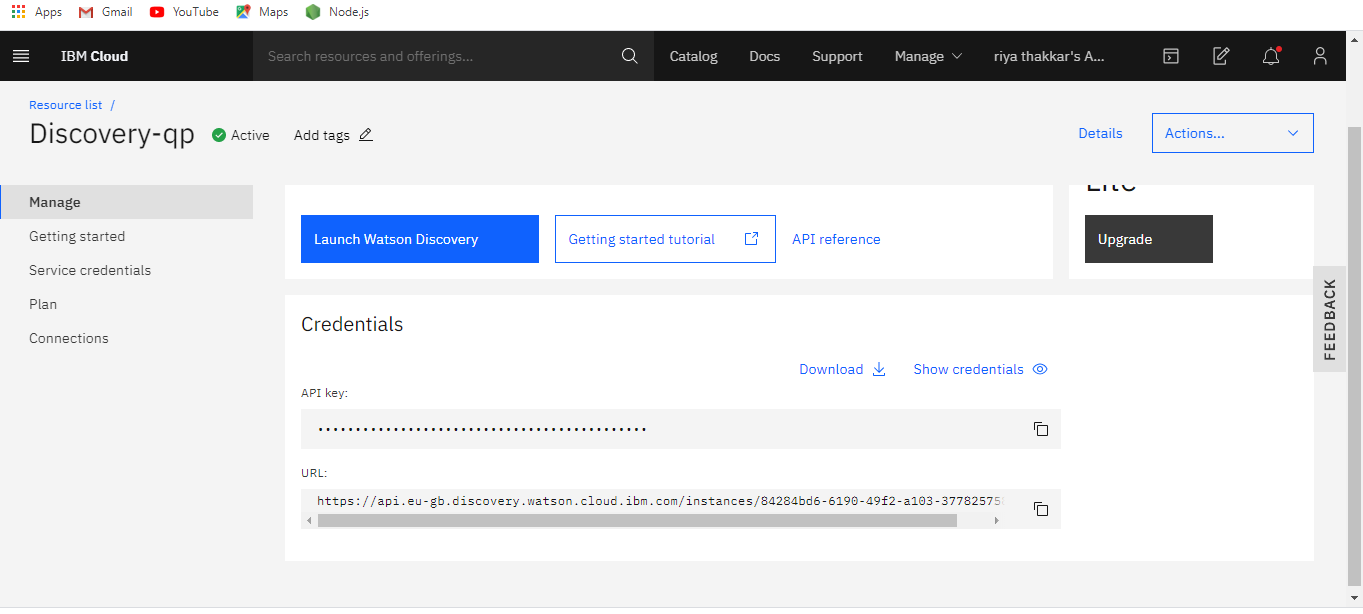 Apps Gmail YouTube Maps Node.js
IBM Cloud Search resources and offerings... Catalog Docs Support Manage riya thakkar's A...
Resource list /
Discovery-qp Active Add tags Details Actions...
Manage
Getting started
Service credentials
Plan
Connections
Lite
Launch Watson Discovery Getting started tutorial API reference Upgrade
FEEDBACK
Credentials
Download Show credentials
API key:
............................................
URL:
https://api.eu-gb.discovery.watson.cloud.ibm.com/instances/84284bd6-6190-49f2-a103-37782575